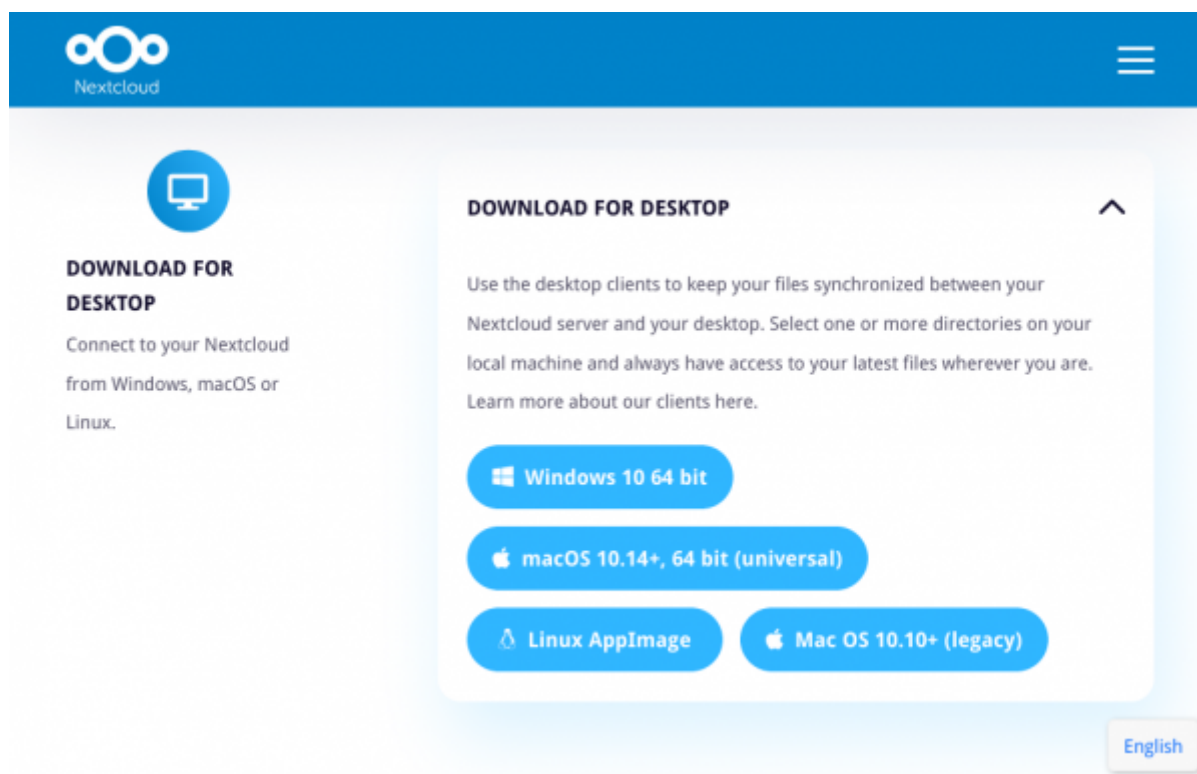 Nextcloud
DOWNLOAD FOR
DESKTOP
Connect to your Nextcloud
from Windows, macOS or
Linux.
DOWNLOAD FOR DESKTOP
Use the desktop clients to keep your files synchronized between your
Nextcloud server and your desktop. Select one or more directories on your
local machine and always have access to your latest files wherever you are.
Learn more about our clients here.
Windows 10 64 bit
macOS 10.14+, 64 bit (universal)
Linux AppImage
Mac OS 10.10+ (legacy)
English